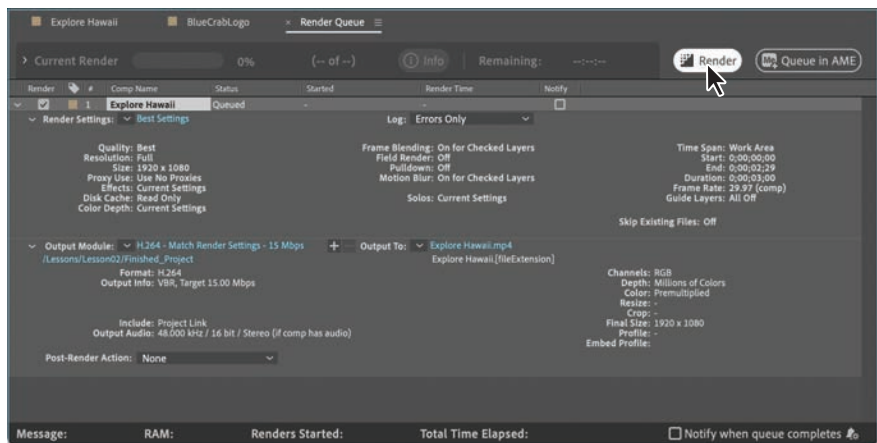 Explore Hawaii BlueCrabLogo × Render Queue
Current Render 0% (-- of --) Info Remaining: --:--:-- Render Queue in AME
Render # Comp Name Status Started Render Time Notify
1 Explore Hawaii Queued - -
Render Settings: Best Settings Log: Errors Only
Quality: Best Frame Blending: On for Checked Layers Time Span: Work Area
Resolution: Full Field Render: Off Start: 0;00;00;00
Size: 1920 x 1080 Pulldown: Off End: 0;00;02;29
Proxy Use: Use No Proxies Motion Blur: On for Checked Layers Duration: 0;00;03;00
Effects: Current Settings Frame Rate: 29.97 (comp)
Disk Cache: Read Only Solos: Current Settings Guide Layers: All Off
Color Depth: Current Settings
Skip Existing Files: Off
Output Module: H.264 - Match Render Settings - 15 Mbps Output To: Explore Hawaii.mp4
/Lessons/Lesson02/Finished_Project Explore Hawaii.[fileExtension]
Format: H.264 Channels: RGB
Output Info: VBR, Target 15.00 Mbps Depth: Millions of Colors
Color: Premultiplied
Resize: -
Crop: -
Include: Project Link Final Size: 1920 x 1080
Output Audio: 48.000 kHz / 16 bit / Stereo (if comp has audio) Profile: -
Embed Profile:
Post-Render Action: None
Message: RAM: Renders Started: Total Time Elapsed: Notify when queue completes